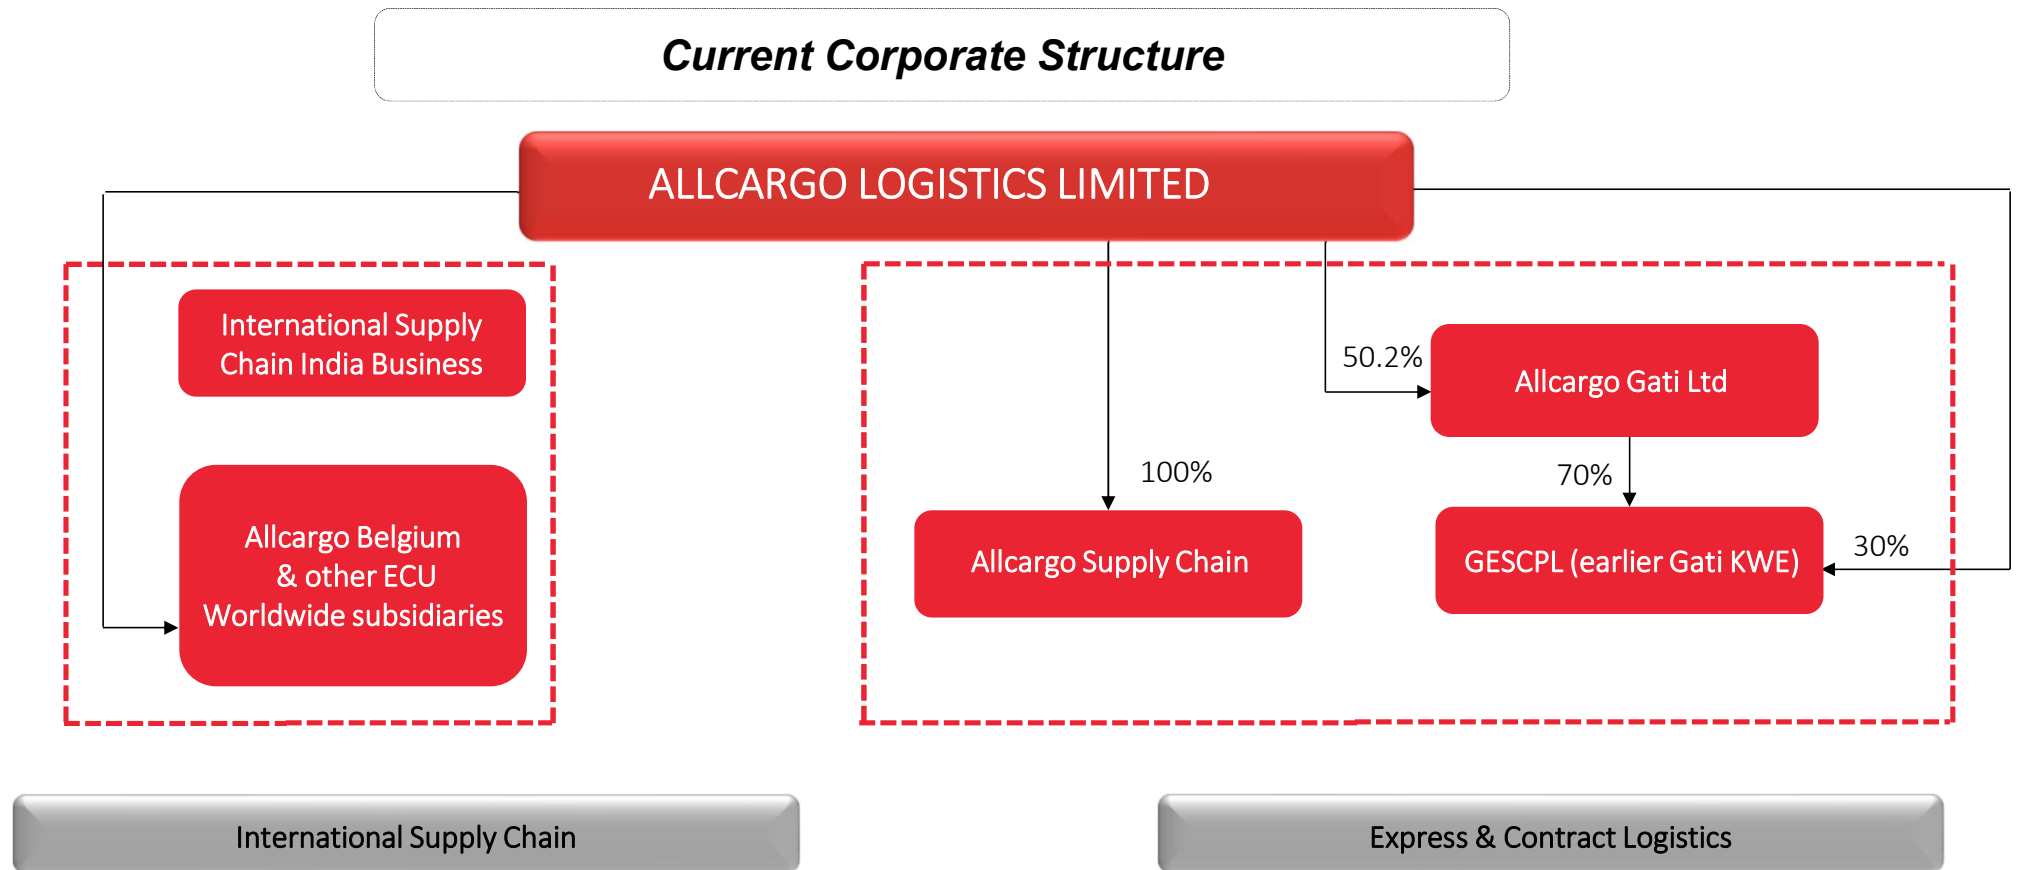 Current Corporate Structure
ALLCARGO LOGISTICS LIMITED
International Supply
Chain India Business
Allcargo Belgium
& other ECU
Worldwide subsidiaries
50.2%
Allcargo Gati Ltd
100%
70%
Allcargo Supply Chain
GESCPL (earlier Gati KWE)
30%
International Supply Chain
Express & Contract Logistics